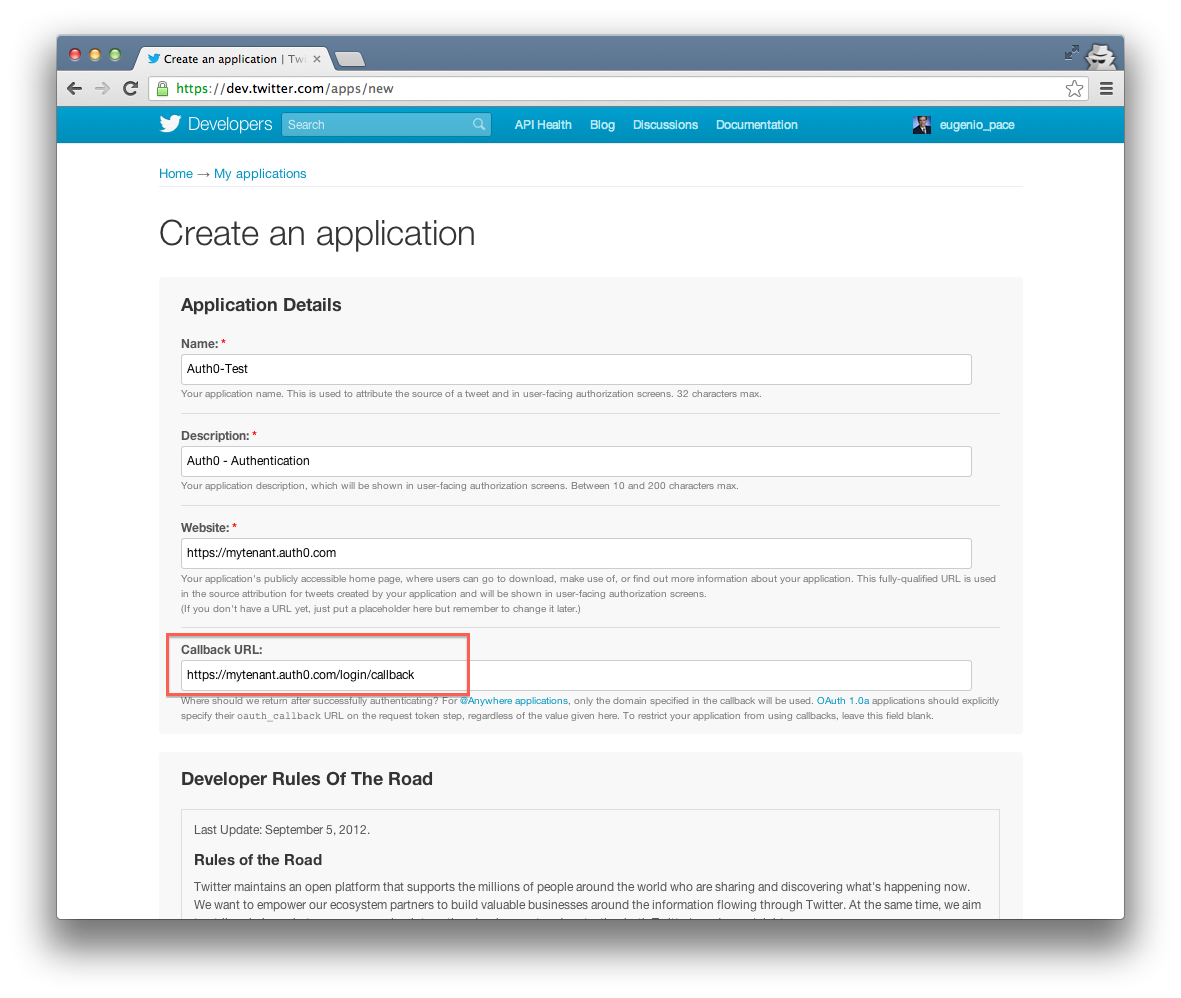 Create an application | Twi
https://dev.twitter.com/apps/new
Developers Search API Health Blog Discussions Documentation eugenio_pace
Home → My applications
Create an application
Application Details
Name: *
Auth0-Test
Your application name. This is used to attribute the source of a tweet and in user-facing authorization screens. 32 characters max.
Description: *
Auth0 - Authentication
Your application description, which will be shown in user-facing authorization screens. Between 10 and 200 characters max.
Website: *
https://mytenant.auth0.com
Your application's publicly accessible home page, where users can go to download, make use of, or find out more information about your application. This fully-qualified URL is used
in the source attribution for tweets created by your application and will be shown in user-facing authorization screens.
(If you don't have a URL yet, just put a placeholder here but remember to change it later.)
Callback URL:
https://mytenant.auth0.com/login/callback
Where should we return after successfully authenticating? For @Anywhere applications, only the domain specified in the callback will be used. OAuth 1.0a applications should explicitly
specify their oauth_callback URL on the request token step, regardless of the value given here. To restrict your application from using callbacks, leave this field blank.
Developer Rules Of The Road
Last Update: September 5, 2012.
Rules of the Road
Twitter maintains an open platform that supports the millions of people around the world who are sharing and discovering what's happening now.
We want to empower our ecosystem partners to build valuable businesses around the information flowing through Twitter. At the same time, we aim